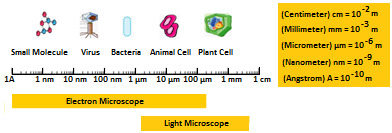 Small Molecule Virus Bacteria Animal Cell Plant Cell
1A 1 nm 10 nm 100 nm 1 µm 10 µm 100 µm 1 mm 1 cm
Electron Microscope
Light Microscope
(Centimeter) cm = 10⁻² m
(Millimeter) mm = 10⁻³ m
(Micrometer) µm = 10⁻⁶ m
(Nanometer) nm = 10⁻⁹ m
(Angstrom) A = 10⁻¹⁰ m